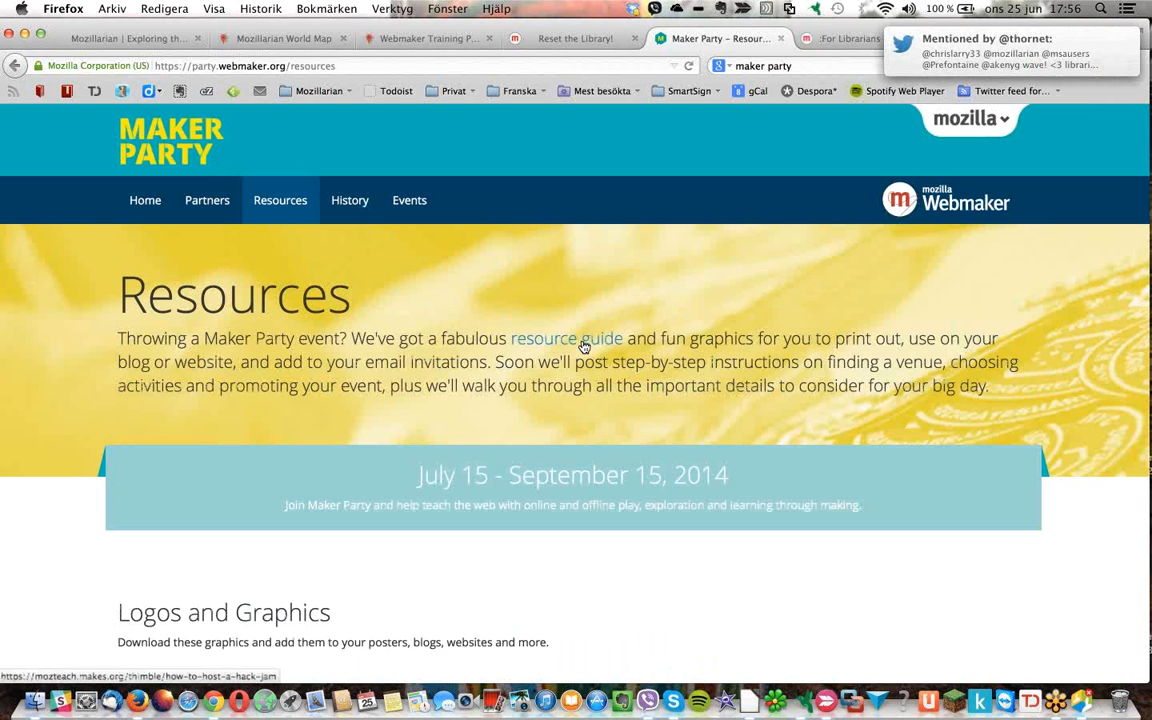 Firefox Arkiv Redigera Visa Historik Bokmärken Verktyg Fönster Hjälp 100 % ons 25 jun 17:56
Mozillarian | Exploring th... Mozillarian World Map Webmaker Training P... Reset the Library! Maker Party – Resour... :For Librarians
Mentioned by @thornet:
@chrislarry33 @mozillarian @msausers
@Prefontaine @akenyg wave! <3 librari...
Mozilla Corporation (US) https://party.webmaker.org/resources maker party
Mozillarian Todoist Privat Franska Mest besökta SmartSign gCal Despora* Spotify Web Player Twitter feed for...
MAKER
PARTY
mozilla
Home Partners Resources History Events
mozilla
Webmaker
Resources
Throwing a Maker Party event? We've got a fabulous resource guide and fun graphics for you to print out, use on your
blog or website, and add to your email invitations. Soon we'll post step-by-step instructions on finding a venue, choosing
activities and promoting your event, plus we'll walk you through all the important details to consider for your big day.
July 15 - September 15, 2014
Join Maker Party and help teach the web with online and offline play, exploration and learning through making.
Logos and Graphics
Download these graphics and add them to your posters, blogs, websites and more.
https://mozteach.makes.org/thimble/how-to-host-a-hack-jam